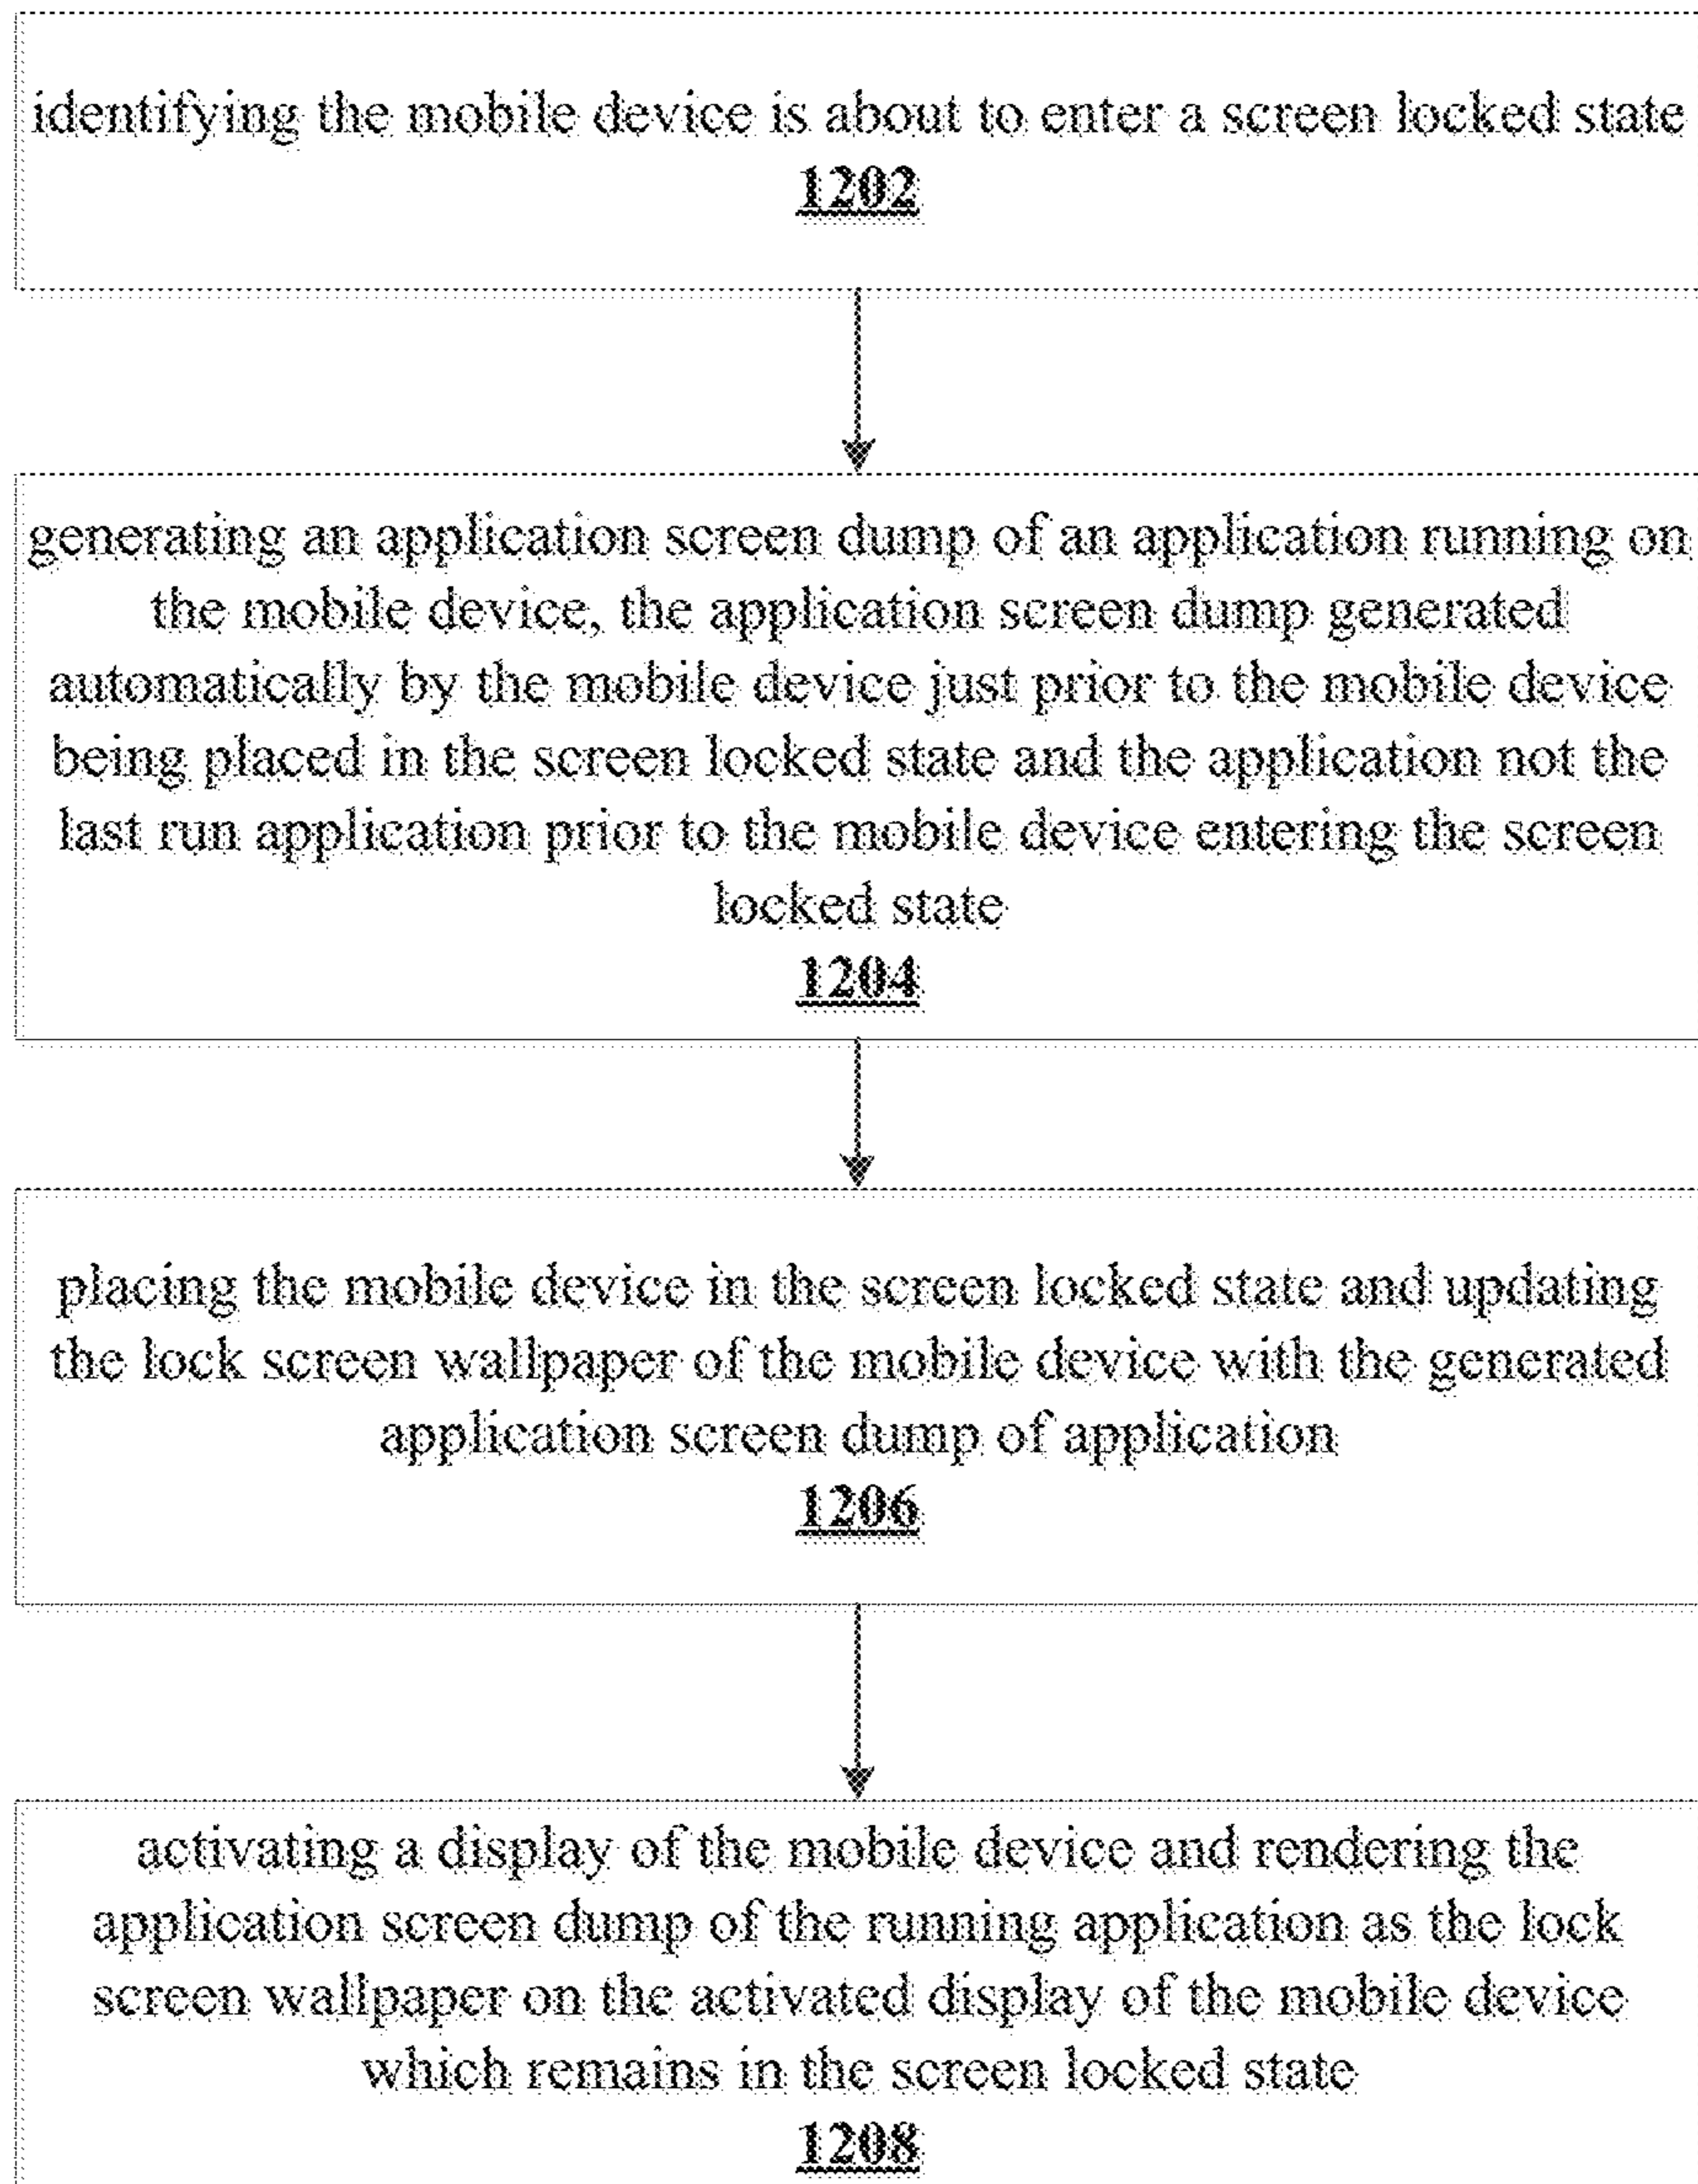 identifying the mobile device is about to enter a screen locked state
1202
generating an application screen dump of an application running on
the mobile device, the application screen dump generated
automatically by the mobile device just prior to the mobile device
being placed in the screen locked state and the application not the
last run application prior to the mobile device entering the screen
locked state
1204
placing the mobile device in the screen locked state and updating
the lock screen wallpaper of the mobile device with the generated
application screen dump of application
1206
activating a display of the mobile device and rendering the
application screen dump of the running application as the lock
screen wallpaper on the activated display of the mobile device
which remains in the screen locked state
1208